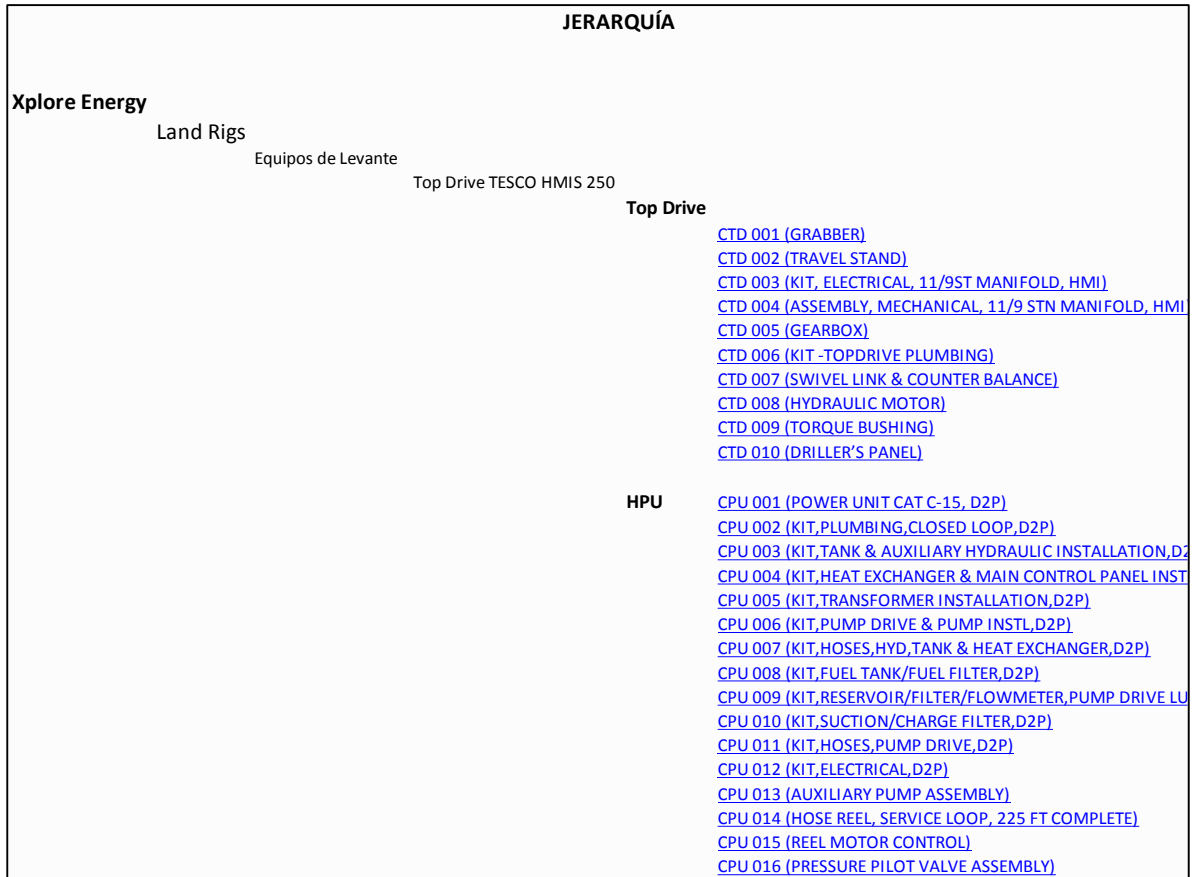 JERARQUÍA
Xplore Energy
Land Rigs
Equipos de Levante
Top Drive TESCO HMIS 250
Top Drive
CTD 001 (GRABBER)
CTD 002 (TRAVEL STAND)
CTD 003 (KIT, ELECTRICAL, 11/9ST MANIFOLD, HMI)
CTD 004 (ASSEMBLY, MECHANICAL, 11/9 STN MANIFOLD, HMI)
CTD 005 (GEARBOX)
CTD 006 (KIT -TOPDRIVE PLUMBING)
CTD 007 (SWIVEL LINK & COUNTER BALANCE)
CTD 008 (HYDRAULIC MOTOR)
CTD 009 (TORQUE BUSHING)
CTD 010 (DRILLER’S PANEL)
HPU CPU 001 (POWER UNIT CAT C-15, D2P)
CPU 002 (KIT,PLUMBING,CLOSED LOOP,D2P)
CPU 003 (KIT,TANK & AUXILIARY HYDRAULIC INSTALLATION,D2
CPU 004 (KIT,HEAT EXCHANGER & MAIN CONTROL PANEL INST
CPU 005 (KIT,TRANSFORMER INSTALLATION,D2P)
CPU 006 (KIT,PUMP DRIVE & PUMP INSTL,D2P)
CPU 007 (KIT,HOSES,HYD,TANK & HEAT EXCHANGER,D2P)
CPU 008 (KIT,FUEL TANK/FUEL FILTER,D2P)
CPU 009 (KIT,RESERVOIR/FILTER/FLOWMETER,PUMP DRIVE LU
CPU 010 (KIT,SUCTION/CHARGE FILTER,D2P)
CPU 011 (KIT,HOSES,PUMP DRIVE,D2P)
CPU 012 (KIT,ELECTRICAL,D2P)
CPU 013 (AUXILIARY PUMP ASSEMBLY)
CPU 014 (HOSE REEL, SERVICE LOOP, 225 FT COMPLETE)
CPU 015 (REEL MOTOR CONTROL)
CPU 016 (PRESSURE PILOT VALVE ASSEMBLY)